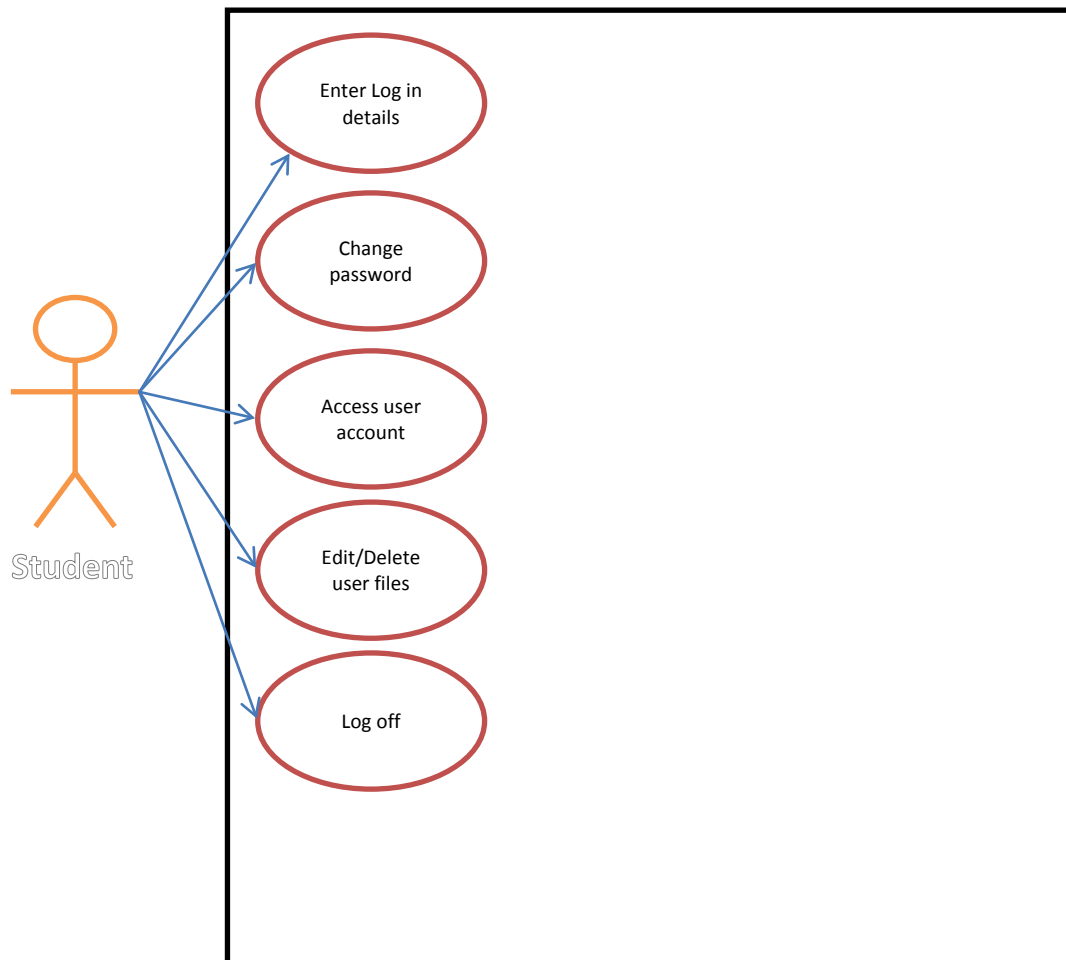 Enter Log in
details
Change
password
Access user
account
Edit/Delete
user files
Student
Log off